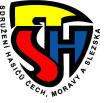 SDRUŽENÍ HASIČŮ ČECH, MORAVY A SLEZSKA
SH